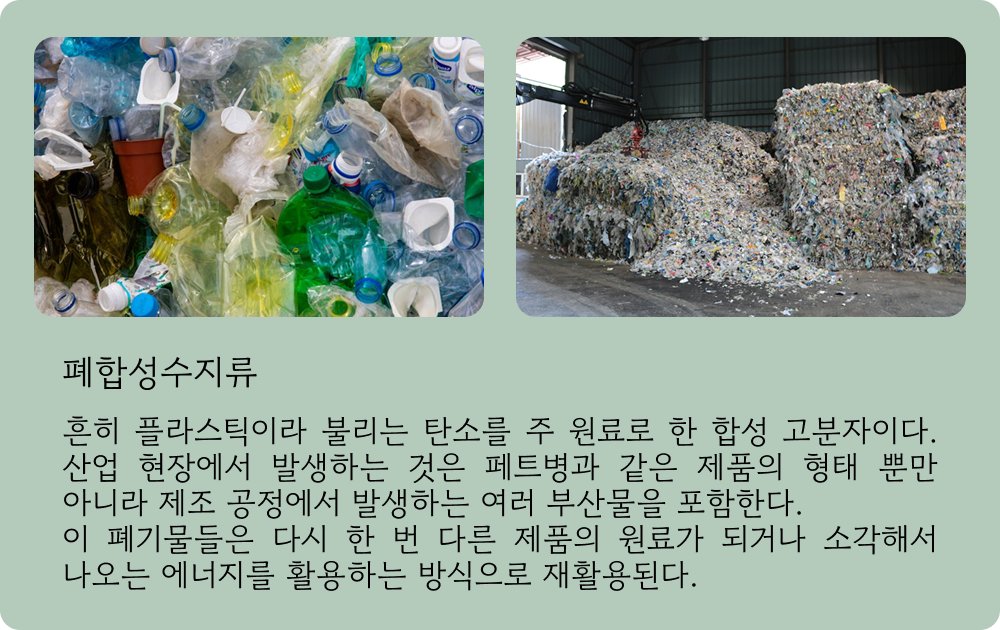 폐합성수지류
흔히 플라스틱이라 불리는 탄소를 주 원료로 한 합성 고분자이다.
산업 현장에서 발생하는 것은 페트병과 같은 제품의 형태 뿐만
아니라 제조 공정에서 발생하는 여러 부산물을 포함한다.
이 폐기물들은 다시 한 번 다른 제품의 원료가 되거나 소각해서
나오는 에너지를 활용하는 방식으로 재활용된다.